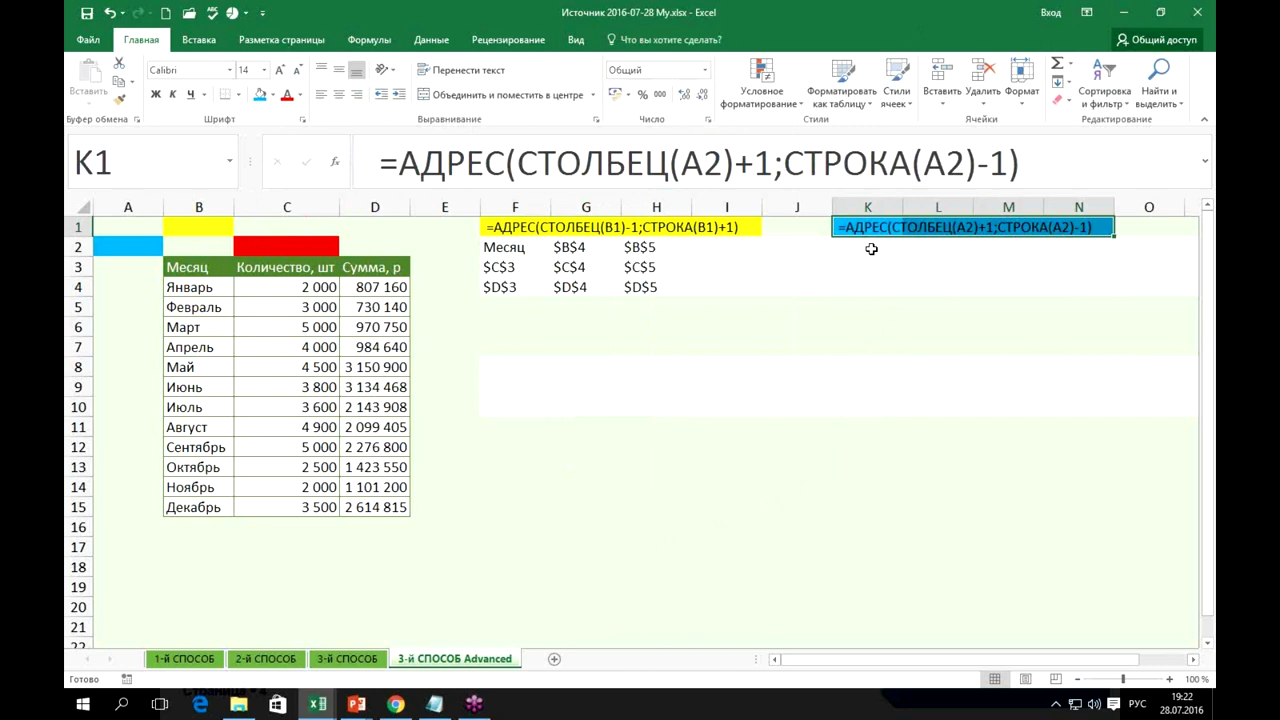 Источник 2016-07-28 My.xlsx - Excel
Вход
Файл Главная Вставка Разметка страницы Формулы Данные Рецензирование Вид Что вы хотите сделать? Общий доступ
Вставить
Calibri 14
Ж К Ч
Перенести текст
Объединить и поместить в центре
Общий
% 000
Условное форматирование
Форматировать как таблицу
Стили ячеек
Вставить Удалить Формат
Сортировка и фильтр
Найти и выделить
Буфер обмена Шрифт Выравнивание Число Стили Ячейки Редактирование
K1 fx =АДРЕС(СТОЛБЕЦ(A2)+1;СТРОКА(A2)-1)
A B C D E F G H I J K L M N O
1 =АДРЕС(СТОЛБЕЦ(B1)-1;СТРОКА(B1)+1) =АДРЕС(СТОЛБЕЦ(A2)+1;СТРОКА(A2)-1)
2 Месяц $B$4 $B$5
3 Месяц Количество, шт Сумма, р $C$3 $C$4 $C$5
4 Январь 2 000 807 160 $D$3 $D$4 $D$5
5 Февраль 3 000 730 140
6 Март 5 000 970 750
7 Апрель 4 000 984 640
8 Май 4 500 3 150 900
9 Июнь 3 800 3 134 468
10 Июль 3 600 2 143 908
11 Август 4 900 2 099 405
12 Сентябрь 5 000 2 276 800
13 Октябрь 2 500 1 423 550
14 Ноябрь 2 000 1 101 200
15 Декабрь 3 500 2 614 815
16
17
18
19
20
21
22
1-й СПОСОБ 2-й СПОСОБ 3-й СПОСОБ 3-й СПОСОБ Advanced
Готово 100 %
РУС
19:22
28.07.2016